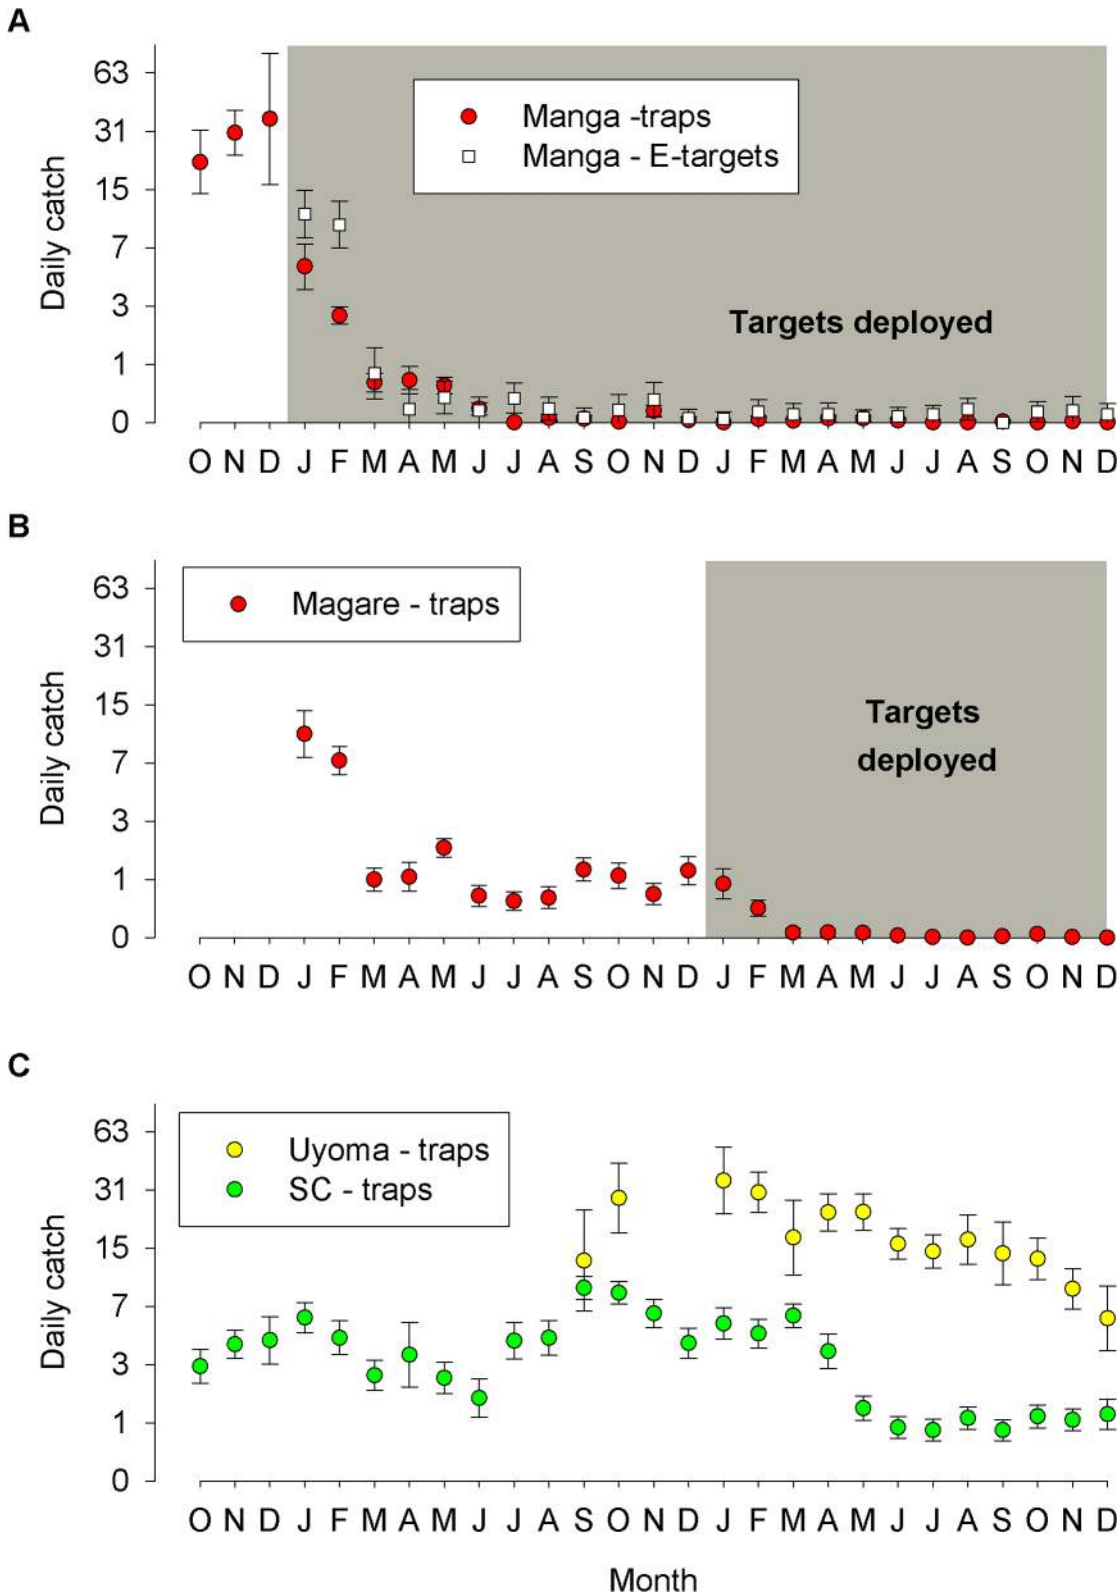 A
63
31
15
7
3
1
0
Daily catch
Manga -traps
Manga - E-targets
Targets deployed
O N D J F M A M J J A S O N D J F M A M J J A S O N D
B
63
31
15
7
3
1
0
Daily catch
Magare - traps
Targets
deployed
O N D J F M A M J J A S O N D J F M A M J J A S O N D
C
63
31
15
7
3
1
0
Daily catch
Uyoma - traps
SC - traps
O N D J F M A M J J A S O N D J F M A M J J A S O N D
Month